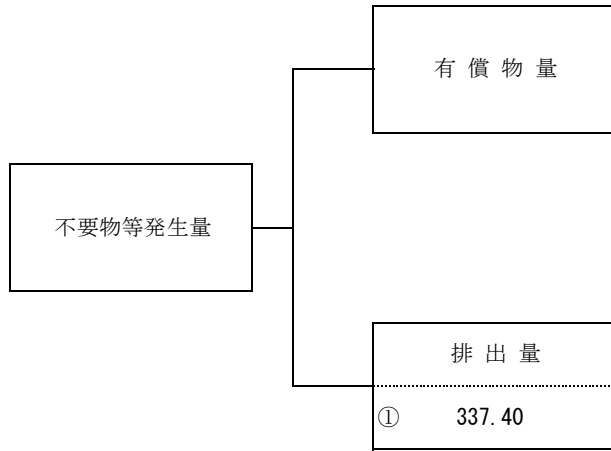 有 償 物 量
不要物等発生量
排 出 量
① 337.40